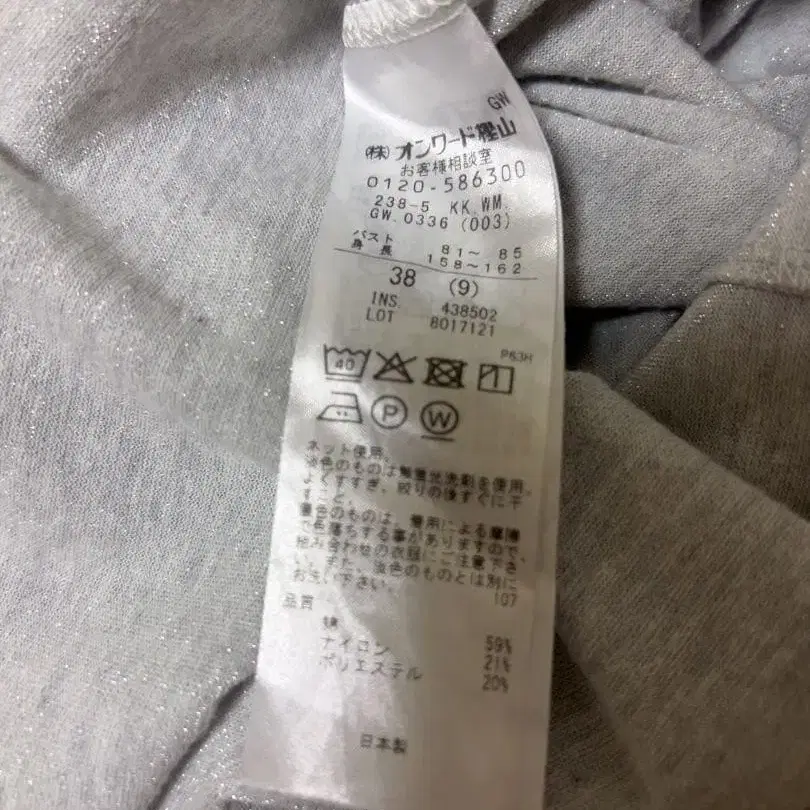 GW
(株)オンワード樫山
お客様相談室
0120-586300
238-5 KK.WM.
GW.0336 (003)
バスト 81～ 85
身長 158～162
38 (9)
INS. 438502
LOT 8017121
P63H
40
P W
ネット使用。
淡色のものは無蛍光洗剤を使用。
よくすすぎ、絞りの後すぐに干
すこと。
濃色のものは、着用による摩擦
で色落ちする事がありますので、
組み合わせの衣服にご注意下さ
い。また、淡色のものとは別に
お洗い下さい。
107
品質
綿 59%
ナイロン 21%
ポリエステル 20%
日本製